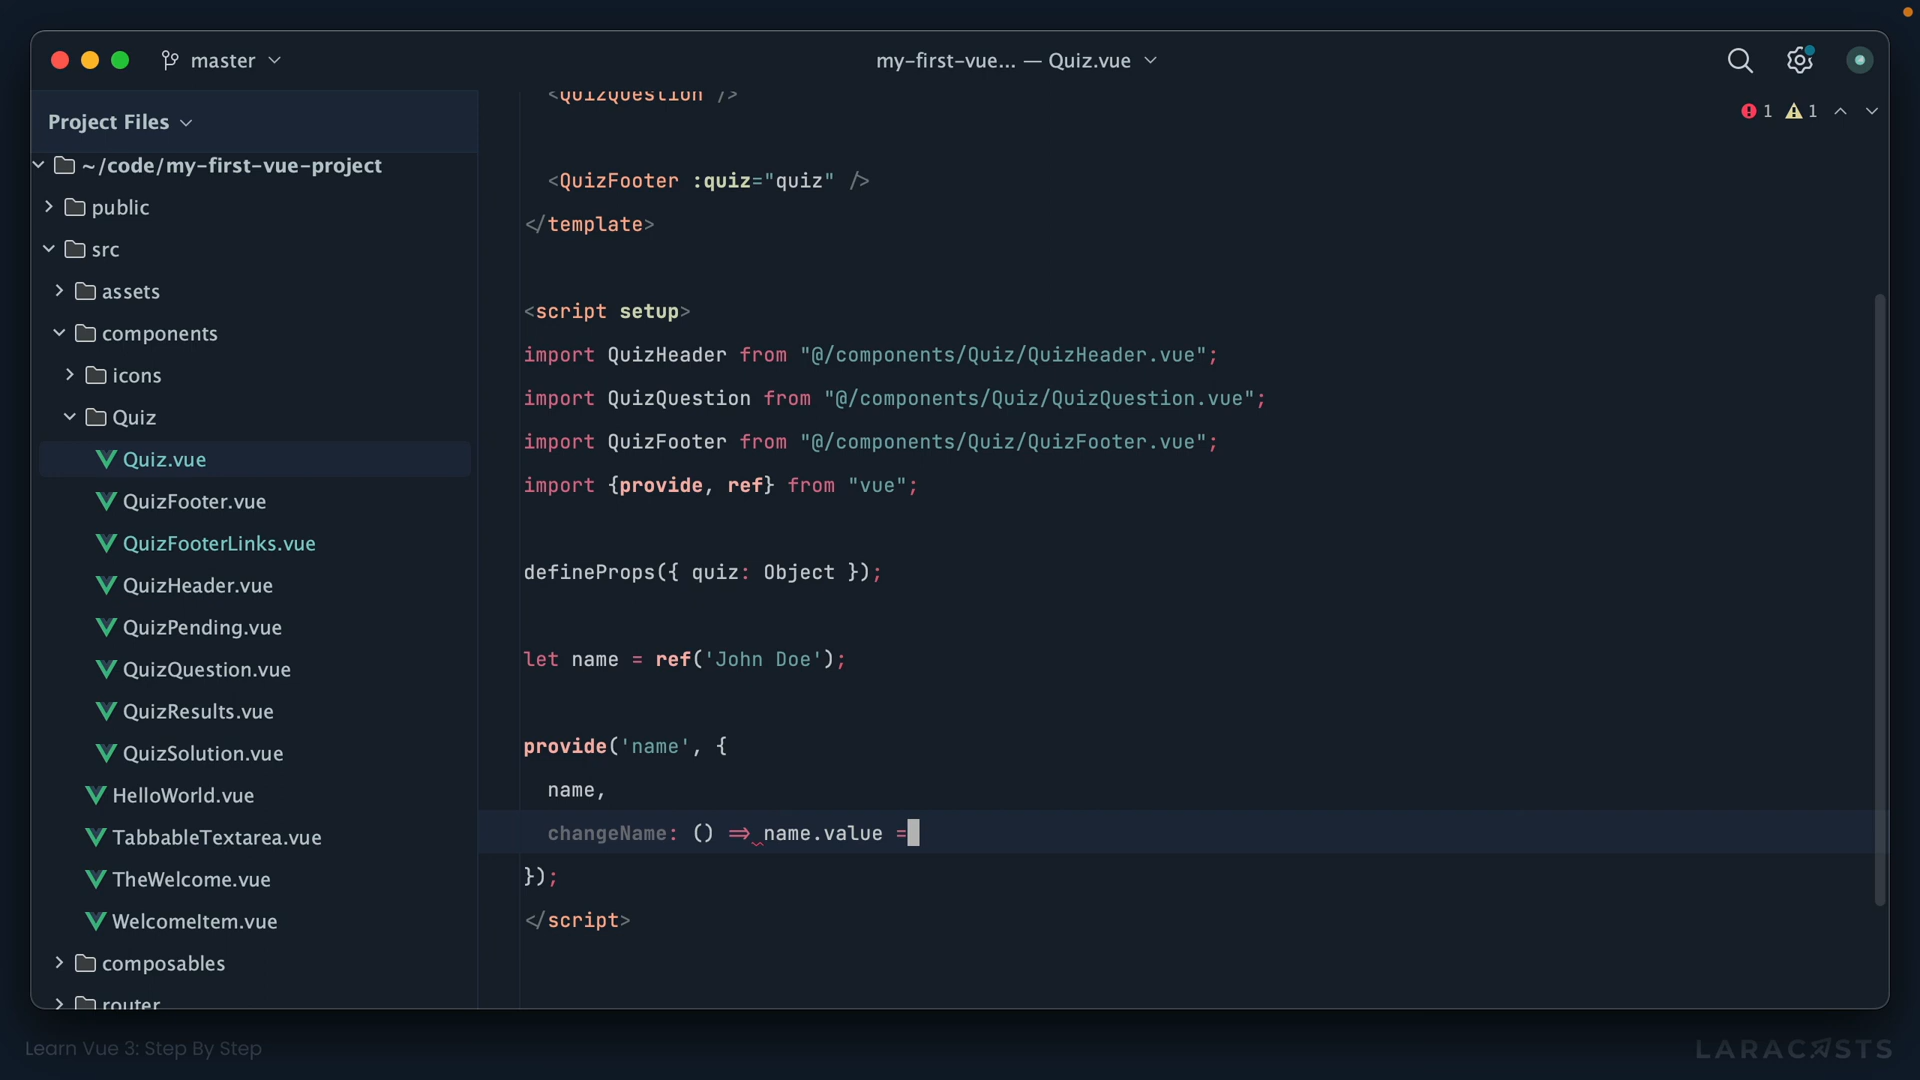 master
my-first-vue... — Quiz.vue
Project Files
1 1
~/code/my-first-vue-project
public
src
assets
components
icons
Quiz
Quiz.vue
QuizFooter.vue
QuizFooterLinks.vue
QuizHeader.vue
QuizPending.vue
QuizQuestion.vue
QuizResults.vue
QuizSolution.vue
HelloWorld.vue
TabbableTextarea.vue
TheWelcome.vue
WelcomeItem.vue
composables
router
<QuizQuestion />
<QuizFooter :quiz="quiz" />
</template>
<script setup>
import QuizHeader from "@/components/Quiz/QuizHeader.vue";
import QuizQuestion from "@/components/Quiz/QuizQuestion.vue";
import QuizFooter from "@/components/Quiz/QuizFooter.vue";
import {provide, ref} from "vue";
defineProps({ quiz: Object });
let name = ref('John Doe');
provide('name', {
name,
changeName: () => name.value =
});
</script>
Learn Vue 3: Step By Step
LARACASTS